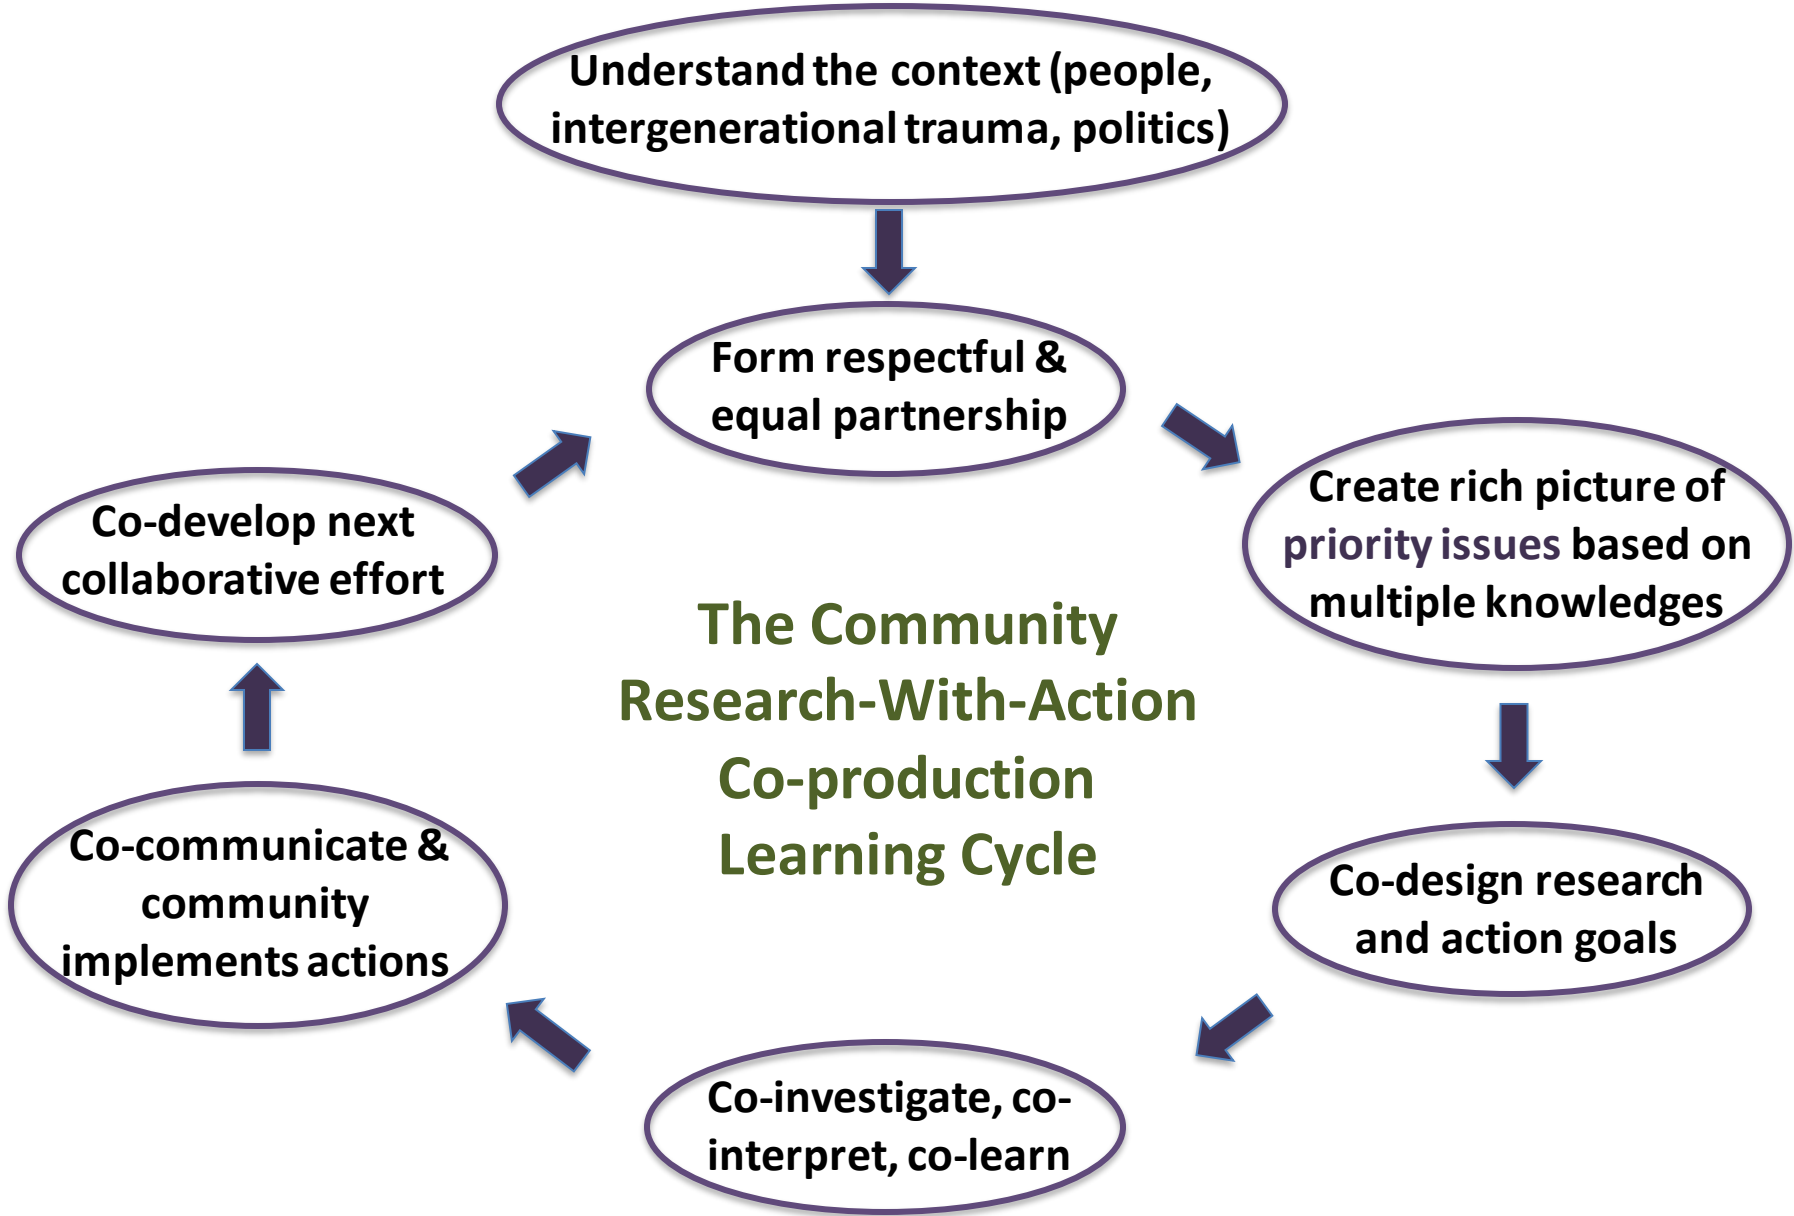 Understand the context (people,
intergenerational trauma, politics)
Form respectful &
equal partnership
Create rich picture of
priority issues based on
multiple knowledges
Co-design research
and action goals
Co-investigate, co-
interpret, co-learn
Co-communicate &
community
implements actions
Co-develop next
collaborative effort
The Community
Research-With-Action
Co-production
Learning Cycle